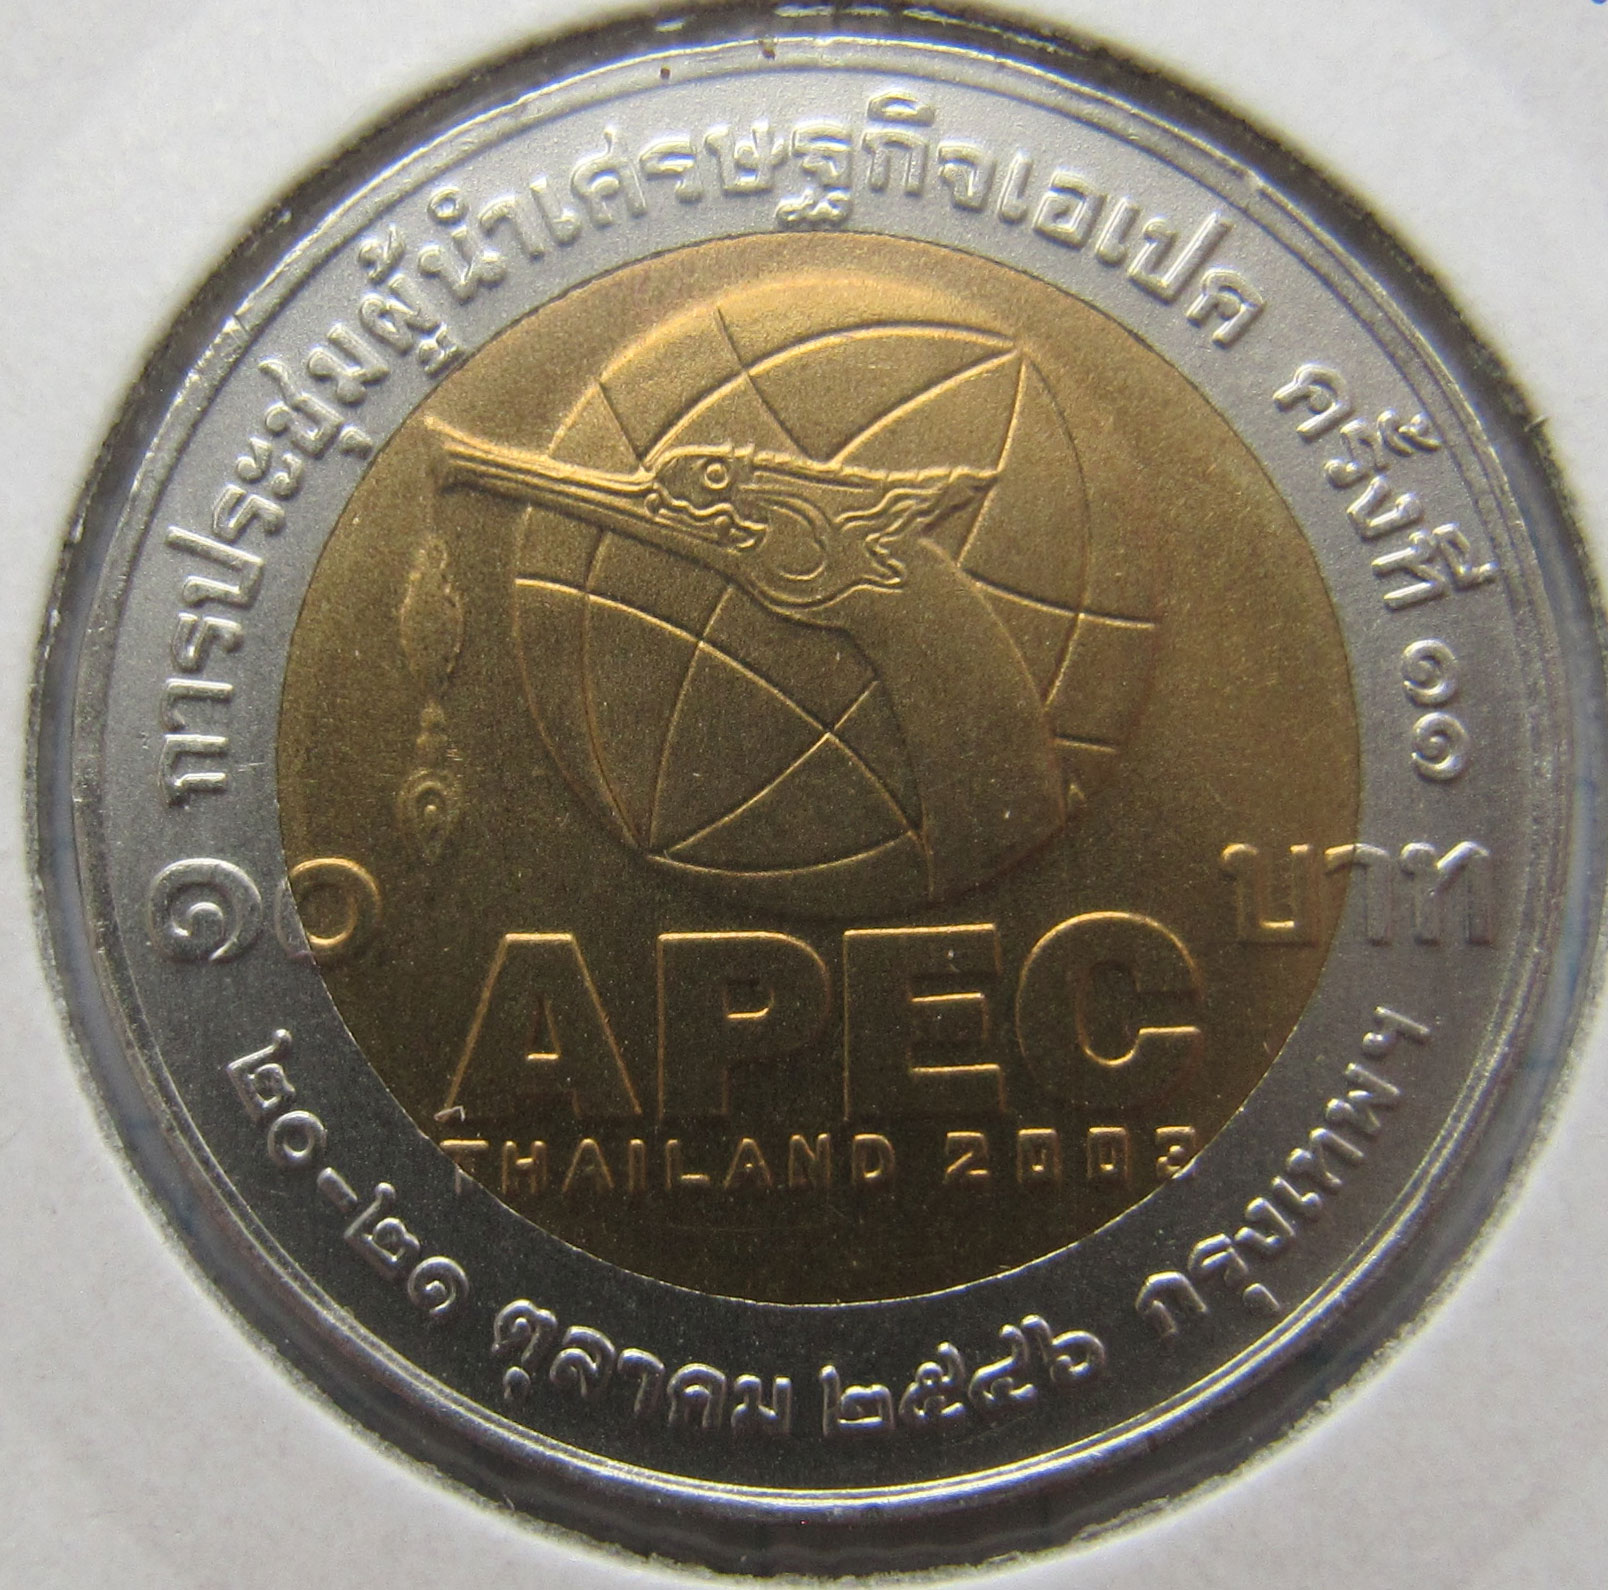 การประชุมผู้นำเศรษฐกิจเอเปค ครั้งที่ ๑๑
๑๐ บาท
APEC
THAILAND 2003
๒๐-๒๑ ตุลาคม ๒๕๔๖ กรุงเทพฯ